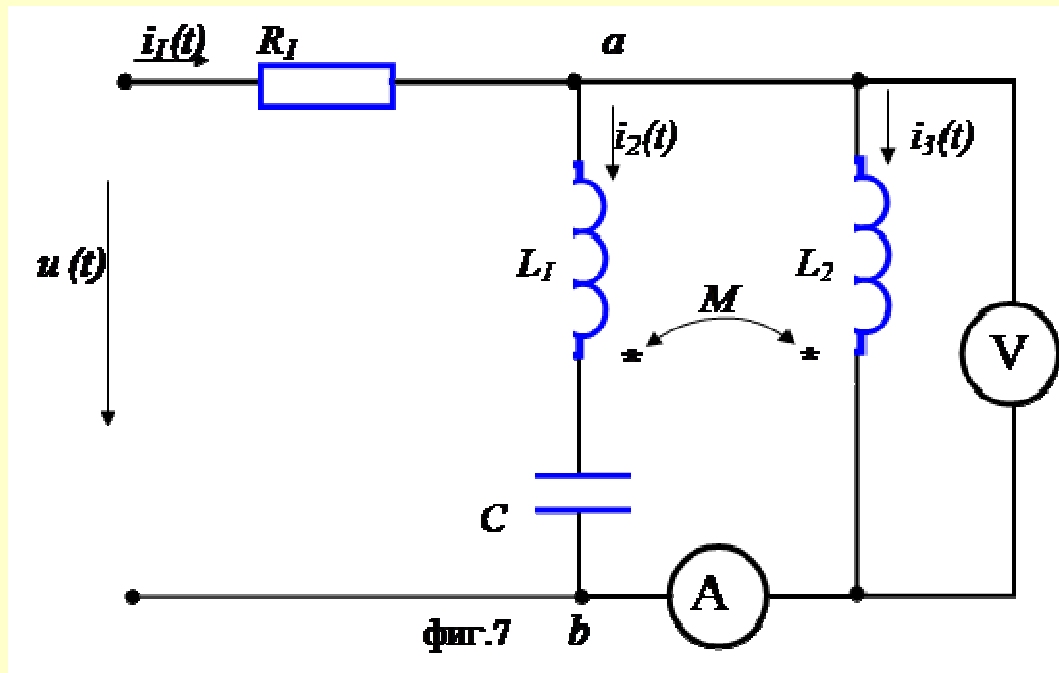 i₁(t)
R₁
a
i₂(t)
i₃(t)
u (t)
L₁
L₂
M
* *
V
C
A
фиг.7
b